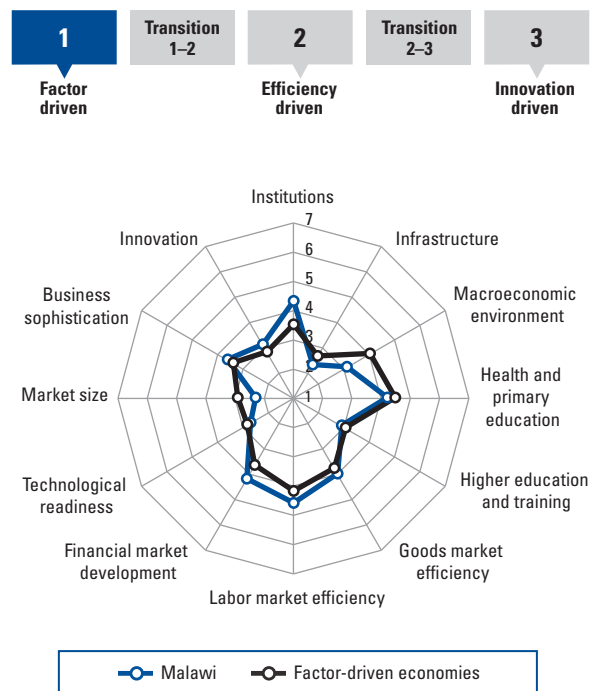 1
Transition
1–2
2
Transition
2–3
3
Factor
driven
Efficiency
driven
Innovation
driven
Institutions
7
Innovation
6
Infrastructure
5
Business
sophistication
4
Macroeconomic
environment
3
2
Market size
1
Health and
primary
education
Technological
readiness
Higher education
and training
Financial market
development
Goods market
efficiency
Labor market efficiency
Malawi
Factor-driven economies